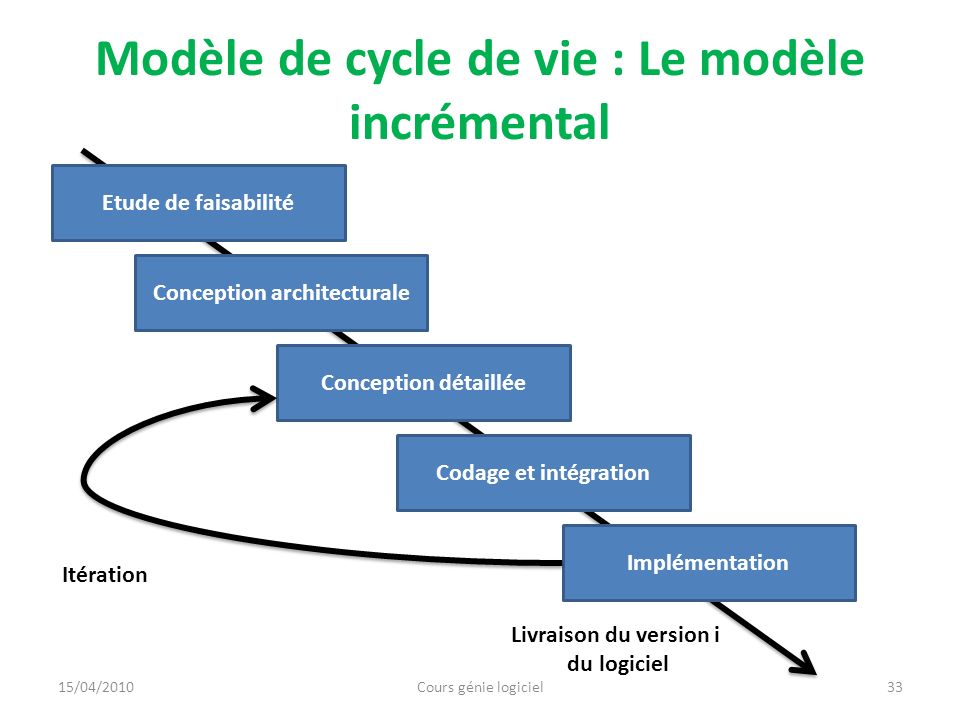 Modèle de cycle de vie : Le modèle
incrémental
Etude de faisabilité
Conception architecturale
Conception détaillée
Codage et intégration
Implémentation
Itération
Livraison du version i
du logiciel
15/04/2010
Cours génie logiciel
33